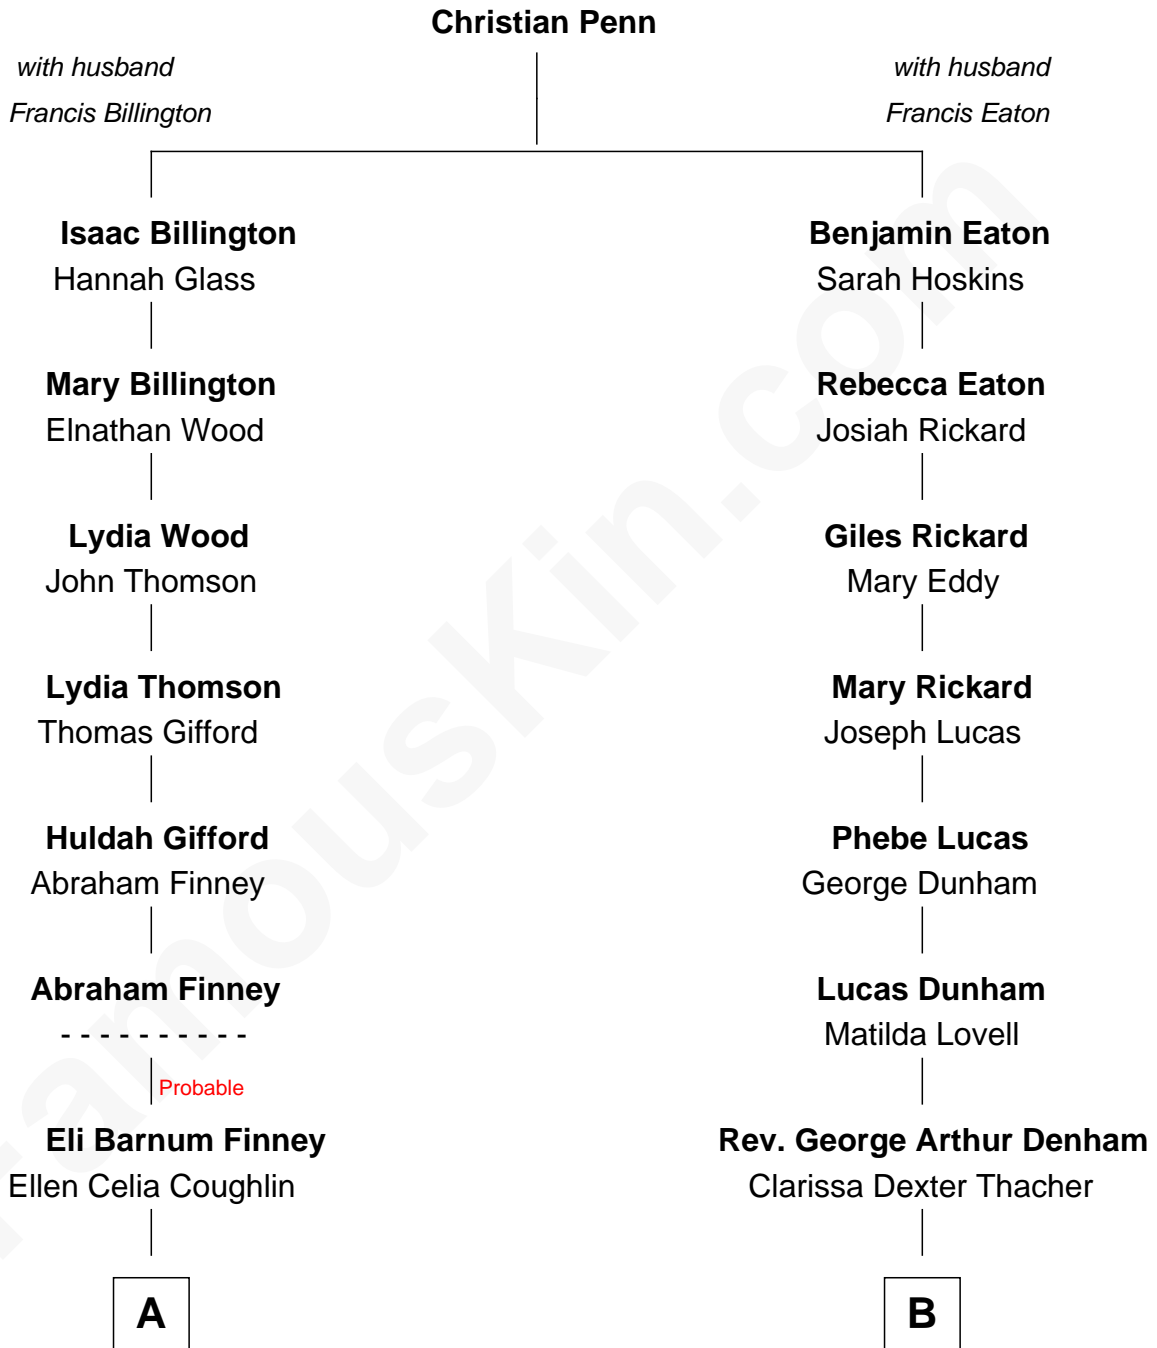 Christian Penn
with husband
Francis Billington
with husband
Francis Eaton
Isaac Billington
Hannah Glass
Benjamin Eaton
Sarah Hoskins
Mary Billington
Elnathan Wood
Rebecca Eaton
Josiah Rickard
Lydia Wood
John Thomson
Giles Rickard
Mary Eddy
Lydia Thomson
Thomas Gifford
Mary Rickard
Joseph Lucas
Huldah Gifford
Abraham Finney
Phebe Lucas
George Dunham
Abraham Finney
- - - - - - - - - -
Lucas Dunham
Matilda Lovell
Probable
Eli Barnum Finney
Ellen Celia Coughlin
Rev. George Arthur Denham
Clarissa Dexter Thacher
A
B
FamousKin.com